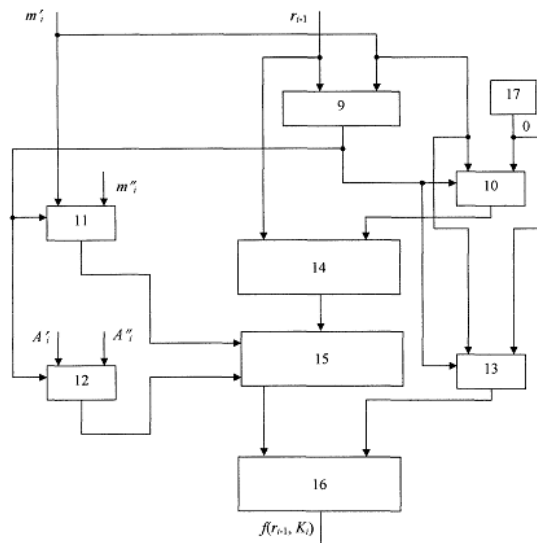 m'ᵢ
rᵢ₋₁
17
9
0
10
m"ᵢ
11
14
A'ᵢ
A"ᵢ
15
12
13
16
f(rᵢ₋₁, Kᵢ)